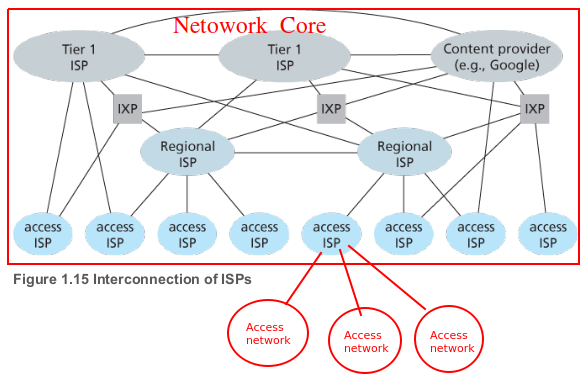 Netowork Core
Tier 1
ISP
Tier 1
ISP
Content provider
(e.g., Google)
IXP
IXP
IXP
Regional
ISP
Regional
ISP
access
ISP
access
ISP
access
ISP
access
ISP
access
ISP
access
ISP
access
ISP
access
ISP
Figure 1.15 Interconnection of ISPs
Access
network
Access
network
Access
network